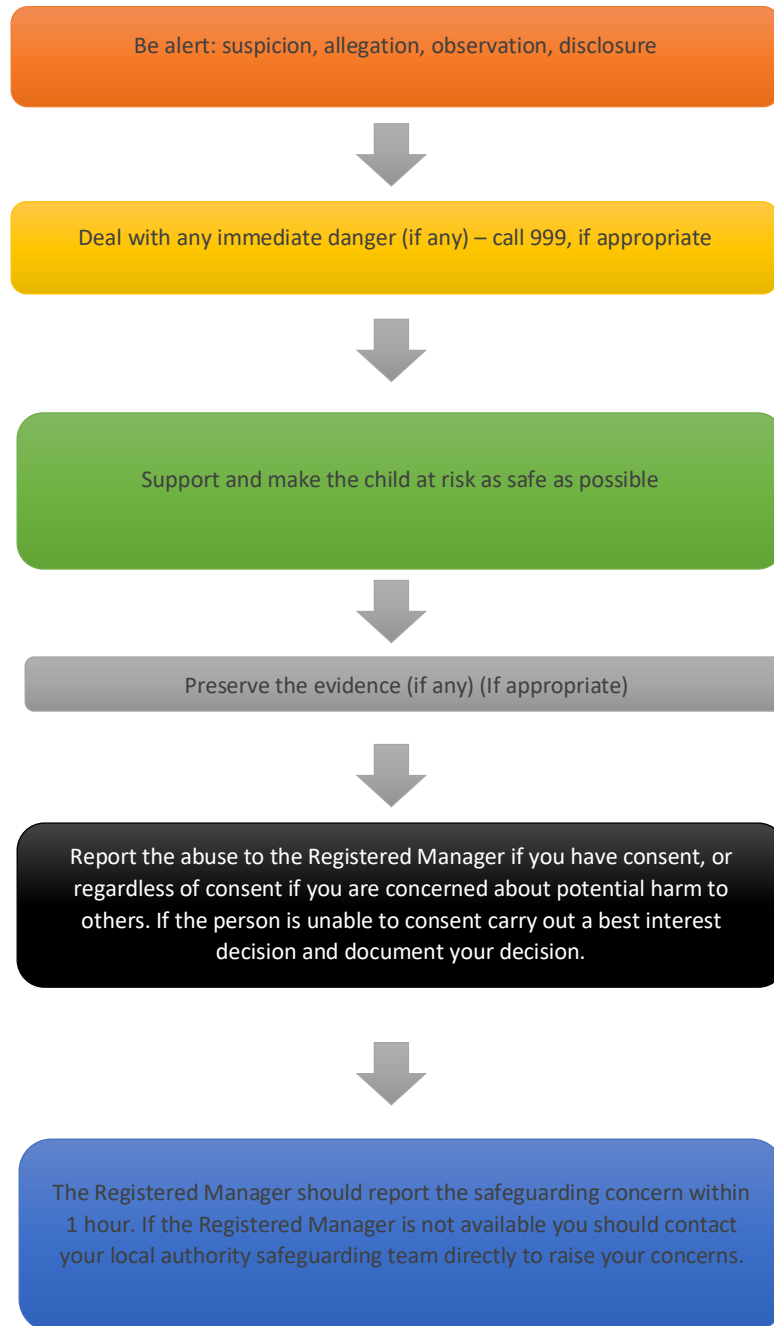 Be alert: suspicion, allegation, observation, disclosure
Deal with any immediate danger (if any) – call 999, if appropriate
Support and make the child at risk as safe as possible
Preserve the evidence (if any) (If appropriate)
Report the abuse to the Registered Manager if you have consent, or
regardless of consent if you are concerned about potential harm to
others. If the person is unable to consent carry out a best interest
decision and document your decision.
The Registered Manager should report the safeguarding concern within
1 hour. If the Registered Manager is not available you should contact
your local authority safeguarding team directly to raise your concerns.